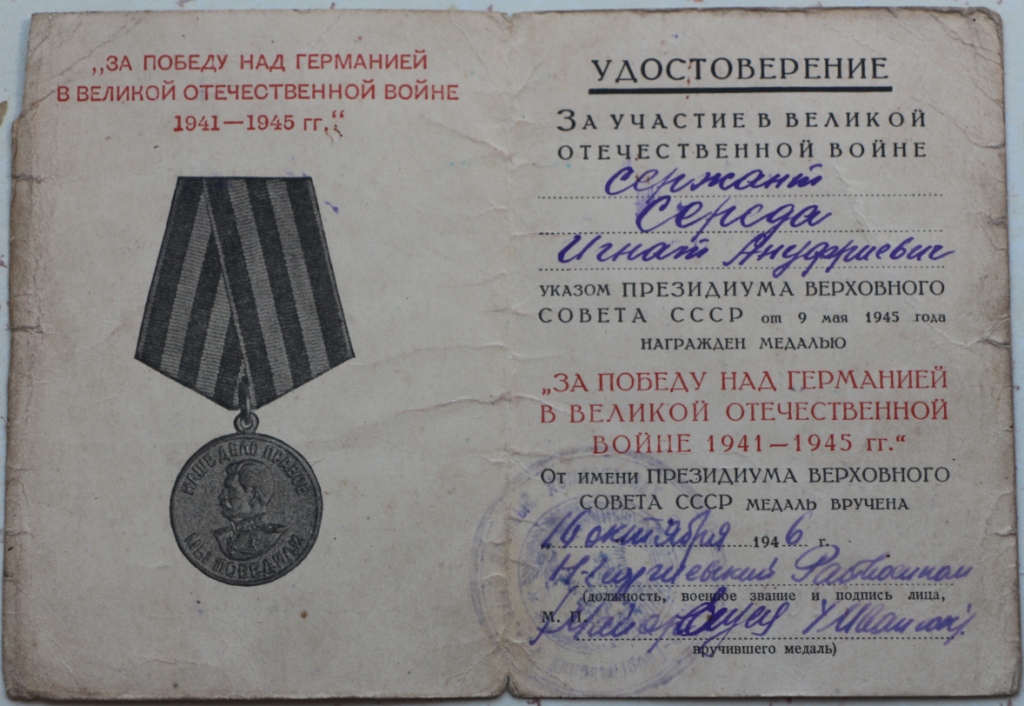 „ЗА ПОБЕДУ НАД ГЕРМАНИЕЙ
В ВЕЛИКОЙ ОТЕЧЕСТВЕННОЙ ВОЙНЕ
1941—1945 гг.“
НАШЕ ДЕЛО ПРАВОЕ
МЫ ПОБЕДИЛИ
УДОСТОВЕРЕНИЕ
ЗА УЧАСТИЕ В ВЕЛИКОЙ
ОТЕЧЕСТВЕННОЙ ВОЙНЕ
сержант
Середа
Игнат Ануфриевич
УКАЗОМ ПРЕЗИДИУМА ВЕРХОВНОГО
СОВЕТА СССР от 9 мая 1945 года
НАГРАЖДЕН МЕДАЛЬЮ
„ЗА ПОБЕДУ НАД ГЕРМАНИЕЙ
В ВЕЛИКОЙ ОТЕЧЕСТВЕННОЙ
ВОЙНЕ 1941—1945 гг.“
ОТ ИМЕНИ ПРЕЗИДИУМА ВЕРХОВНОГО
СОВЕТА СССР МЕДАЛЬ ВРУЧЕНА
октября 1946 г.
(должность, военное звание и подпись лица,
М. П. Майор
вручившего медаль)